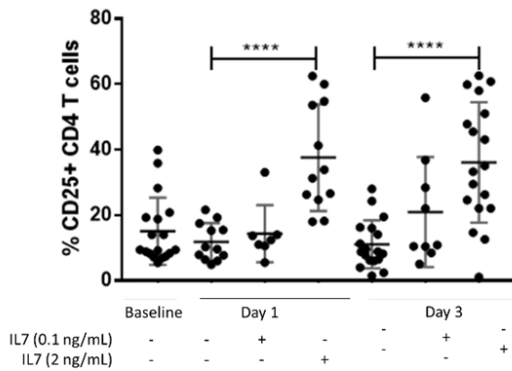 % CD25+ CD4 T cells
80
60
40
20
0
****
****
Baseline
Day 1
Day 3
IL7 (0.1 ng/mL) - - + - - + -
IL7 (2 ng/mL) - - - + - - +